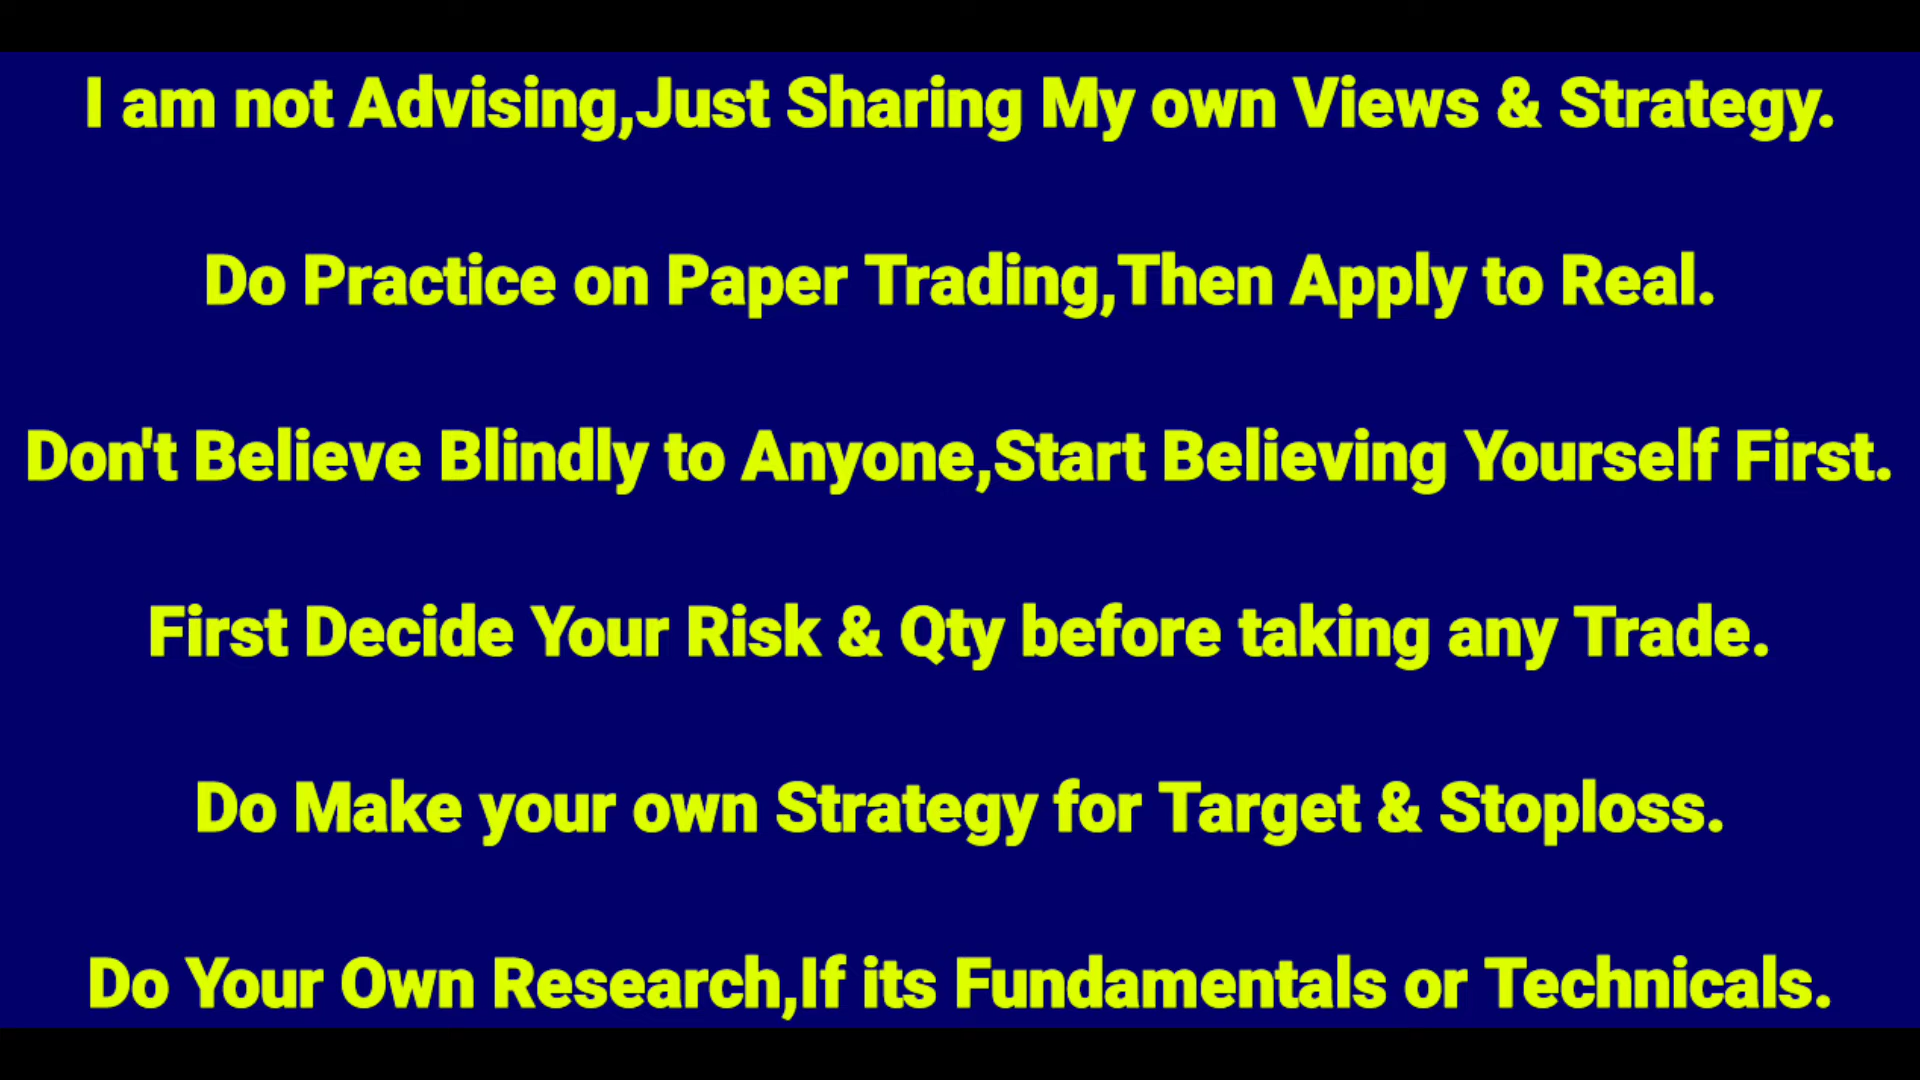 I am not Advising,Just Sharing My own Views & Strategy.
Do Practice on Paper Trading,Then Apply to Real.
Don't Believe Blindly to Anyone,Start Believing Yourself First.
First Decide Your Risk & Qty before taking any Trade.
Do Make your own Strategy for Target & Stoploss.
Do Your Own Research,If its Fundamentals or Technicals.